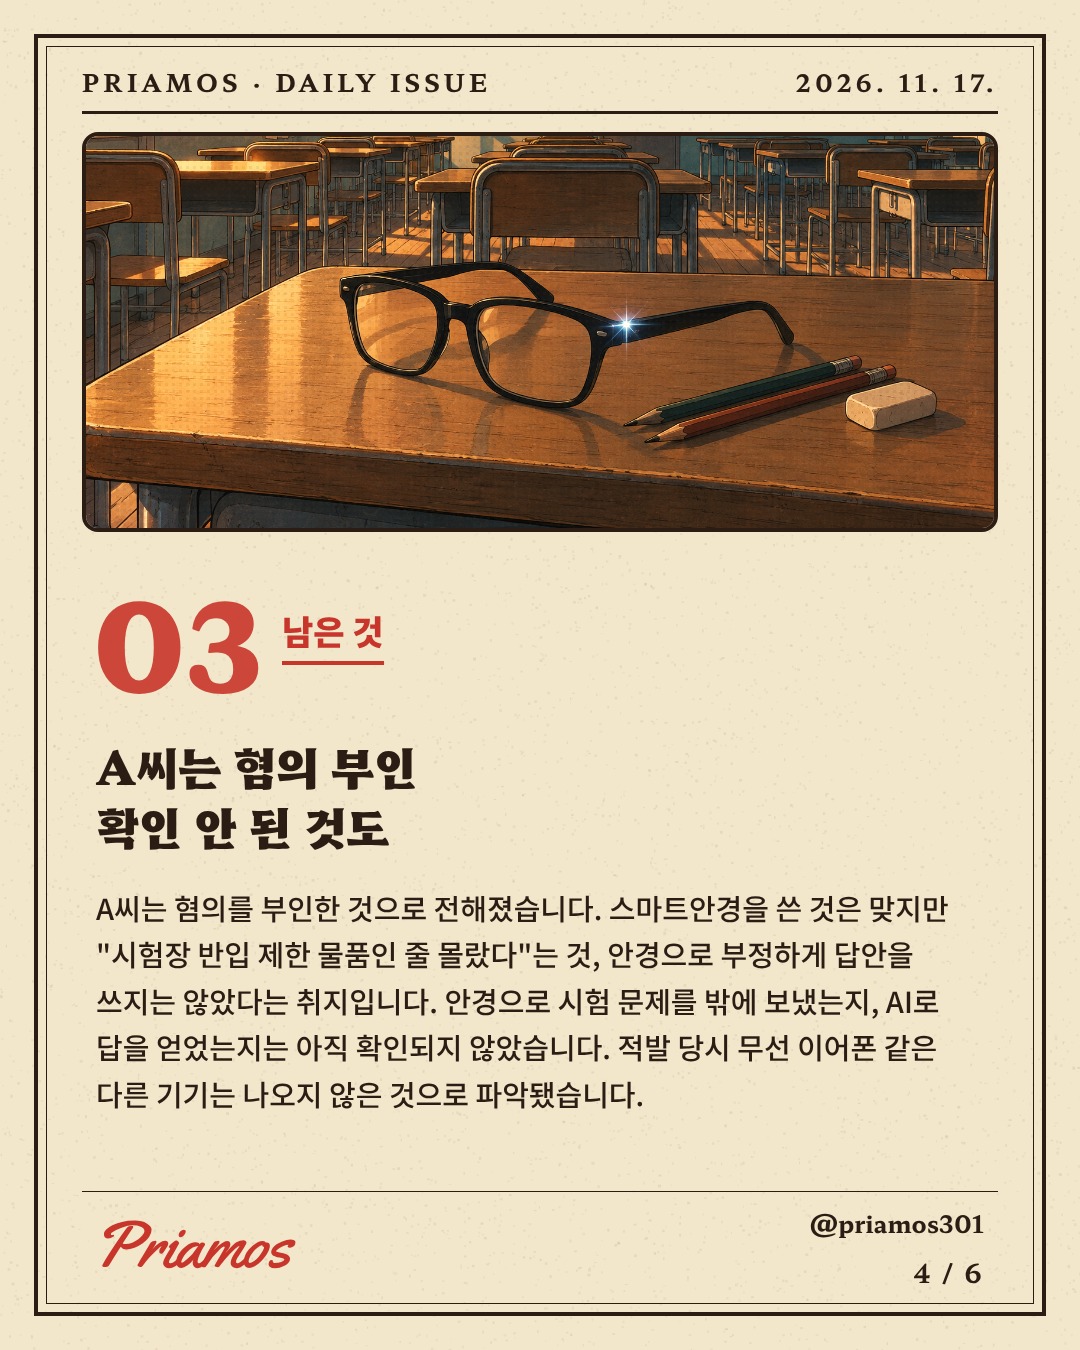 PRIAMOS · DAILY ISSUE
2026. 11. 17.
03
남은 것
A씨는 혐의 부인
확인 안 된 것도
A씨는 혐의를 부인한 것으로 전해졌습니다. 스마트안경을 쓴 것은 맞지만
"시험장 반입 제한 물품인 줄 몰랐다"는 것, 안경으로 부정하게 답안을
쓰지는 않았다는 취지입니다. 안경으로 시험 문제를 밖에 보냈는지, AI로
답을 얻었는지는 아직 확인되지 않았습니다. 적발 당시 무선 이어폰 같은
다른 기기는 나오지 않은 것으로 파악됐습니다.
Priamos
@priamos301
4 / 6